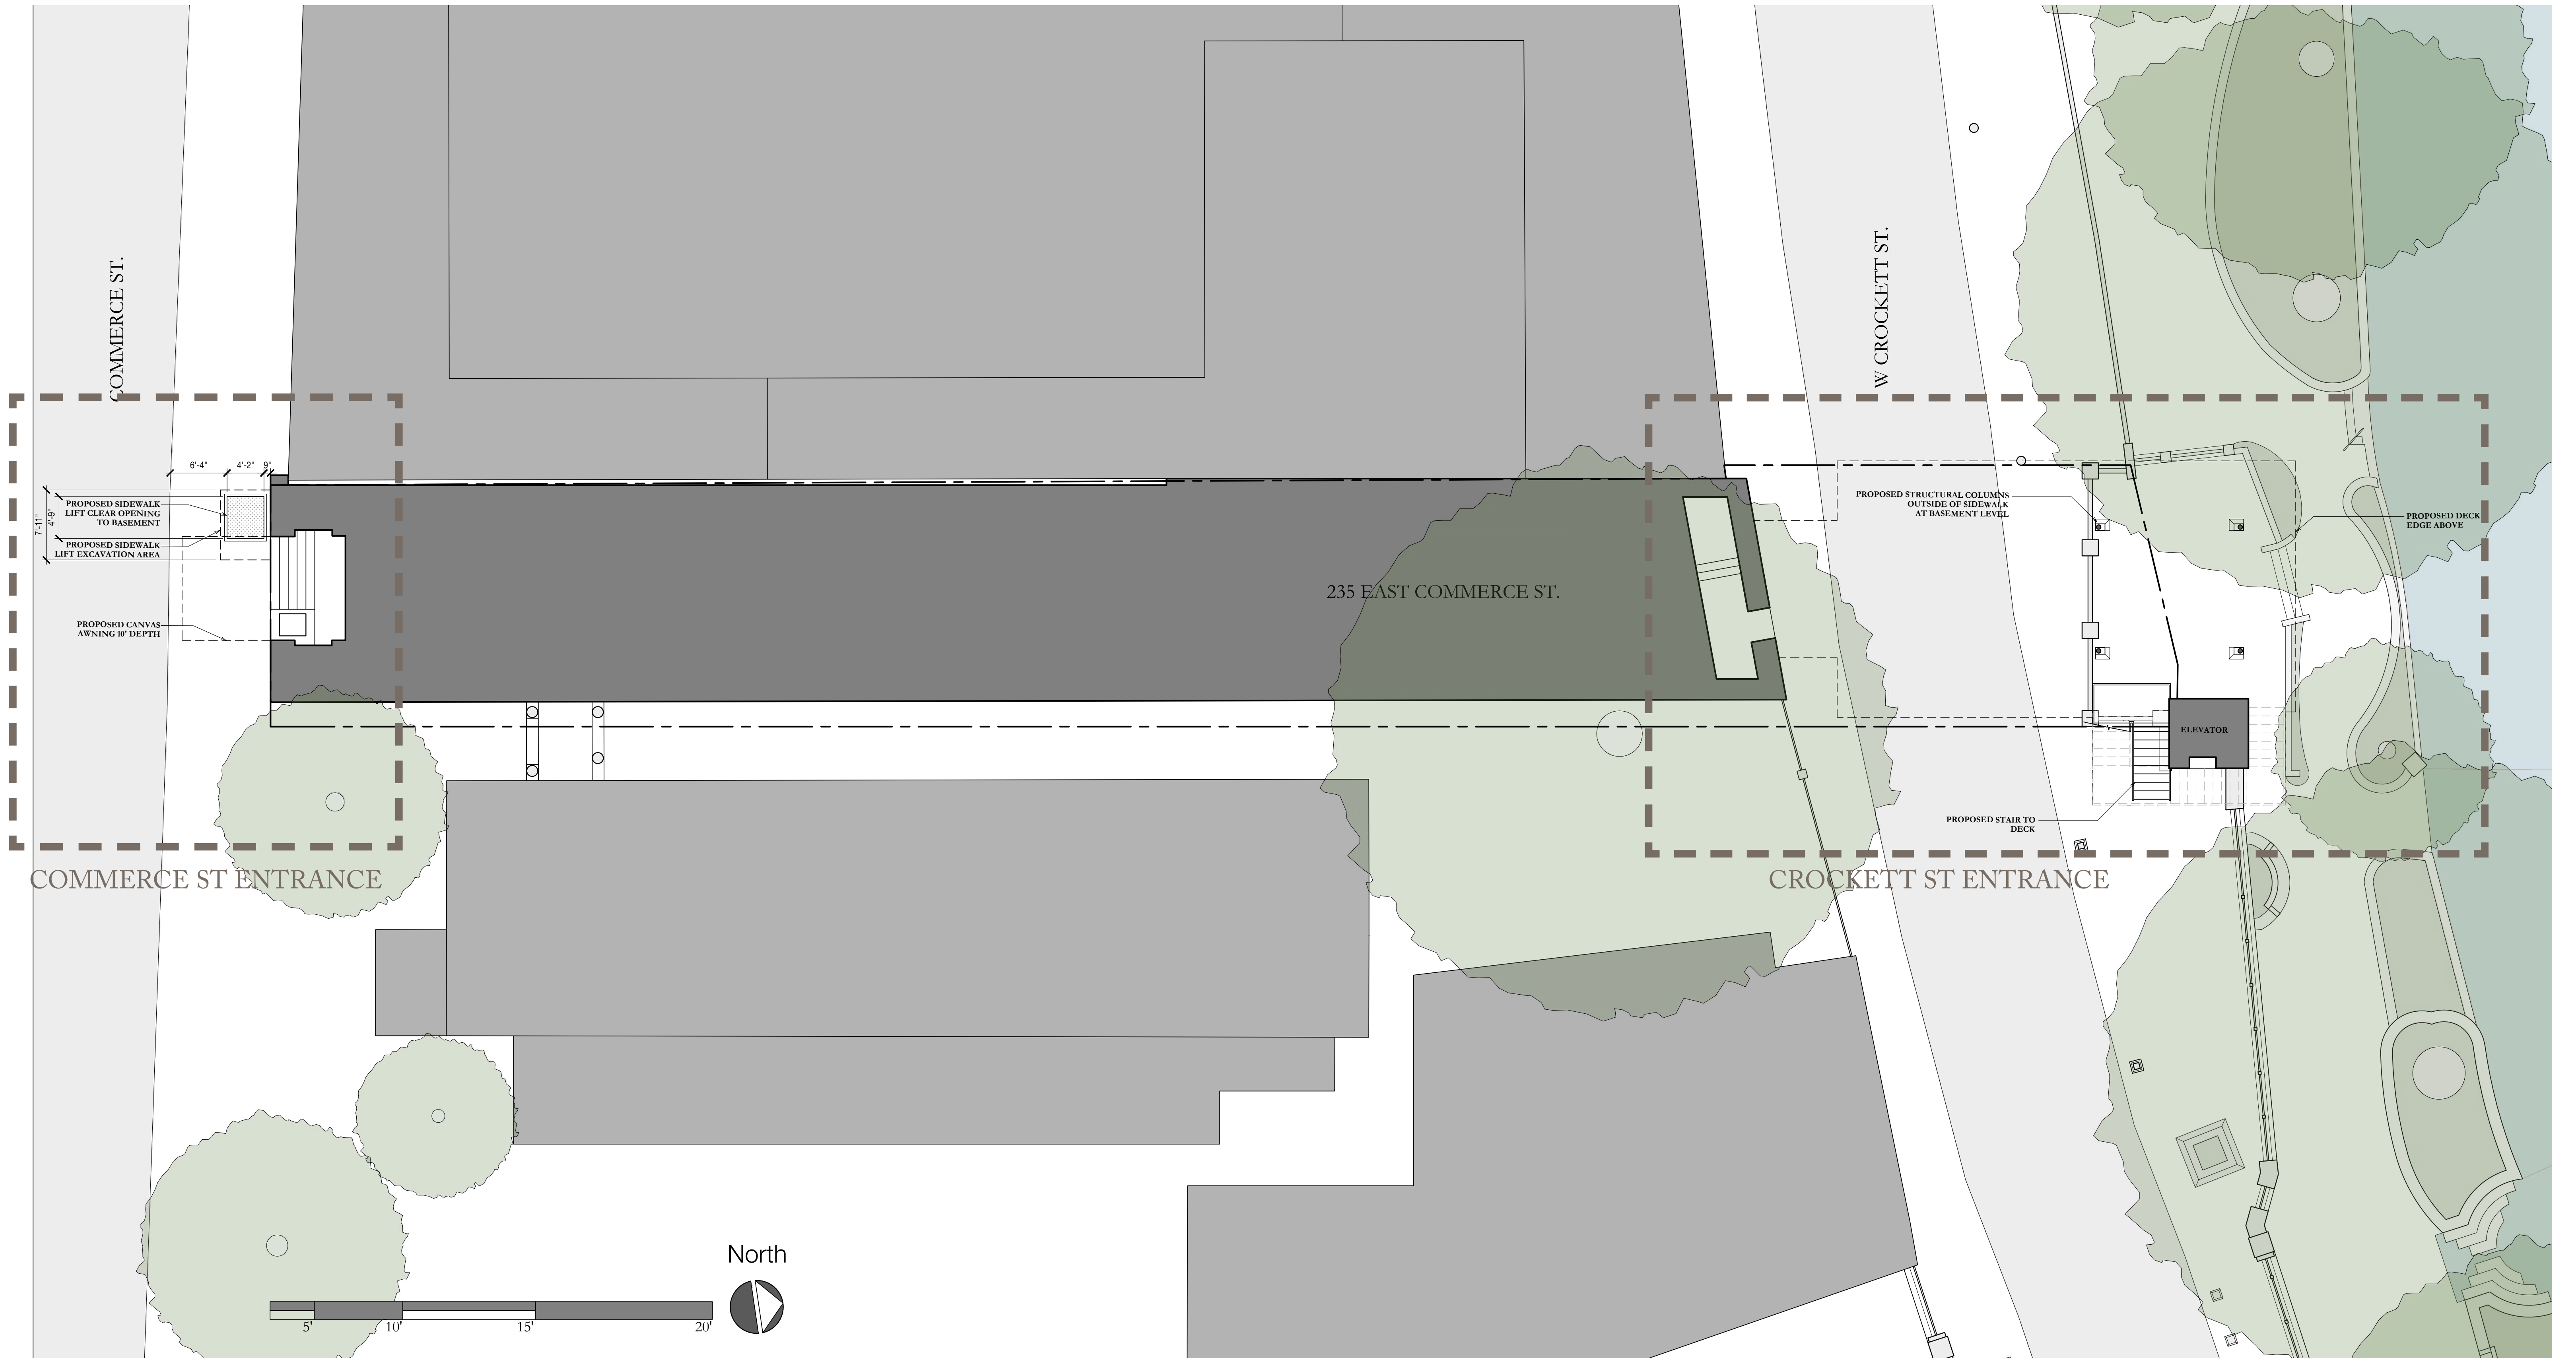 COMMERCE ST.
W CROCKETT ST.
6'-4"
4'-2"
9"
7'-11"
4'-9"
PROPOSED SIDEWALK
LIFT CLEAR OPENING
TO BASEMENT
PROPOSED SIDEWALK
LIFT EXCAVATION AREA
PROPOSED CANVAS
AWNING 10' DEPTH
235 EAST COMMERCE ST.
PROPOSED STRUCTURAL COLUMNS
OUTSIDE OF SIDEWALK
AT BASEMENT LEVEL
PROPOSED DECK
EDGE ABOVE
ELEVATOR
PROPOSED STAIR TO
DECK
COMMERCE ST ENTRANCE
CROCKETT ST ENTRANCE
North
5'
10'
15'
20'